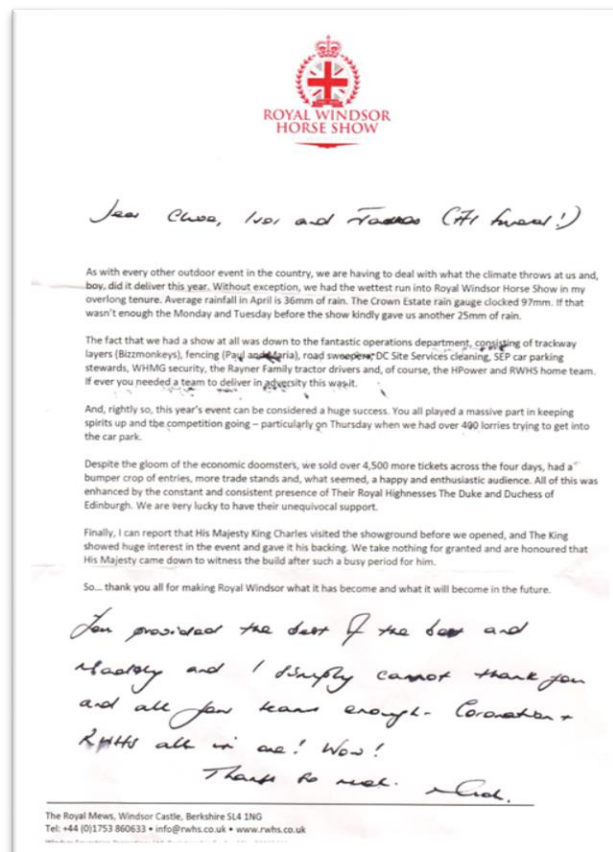 ROYAL WINDSOR
HORSE SHOW
Dear Chloe, Ivor and
As with every other outdoor event in the country, we are having to deal with what the climate throws at us and,
boy, did it deliver this year. Without exception, we had the wettest run into Royal Windsor Horse Show in my
overlong tenure. Average rainfall in April is 36mm of rain. The Crown Estate rain gauge clocked 97mm. If that
wasn't enough the Monday and Tuesday before the show kindly gave us another 25mm of rain.
The fact that we had a show at all was down to the fantastic operations department, consisting of trackway
layers (Bizzmonkeys), fencing (Paul and Maria), road sweepers, DC Site Services cleaning, SEP car parking
stewards, WHMG security, the Rayner Family tractor drivers and, of course, the HPower and RWHS home team.
If ever you needed a team to deliver in adversity this was it.
And, rightly so, this year's event can be considered a huge success. You all played a massive part in keeping
spirits up and the competition going – particularly on Thursday when we had over 400 lorries trying to get into
the car park.
Despite the gloom of the economic doomsters, we sold over 4,500 more tickets across the four days, had a
bumper crop of entries, more trade stands and, what seemed, a happy and enthusiastic audience. All of this was
enhanced by the constant and consistent presence of Their Royal Highnesses The Duke and Duchess of
Edinburgh. We are very lucky to have their unequivocal support.
Finally, I can report that His Majesty King Charles visited the showground before we opened, and The King
showed huge interest in the event and gave it his backing. We take nothing for granted and are honoured that
His Majesty came down to witness the build after such a busy period for him.
So... thank you all for making Royal Windsor what it has become and what it will become in the future.
You provided the best of the best and
and I simply cannot thank you
and all your team enough - Coronation +
RWHS all in one! Wow!
Thanks so much.
The Royal Mews, Windsor Castle, Berkshire SL4 1NG
Tel: +44 (0)1753 860633 • info@rwhs.co.uk • www.rwhs.co.uk